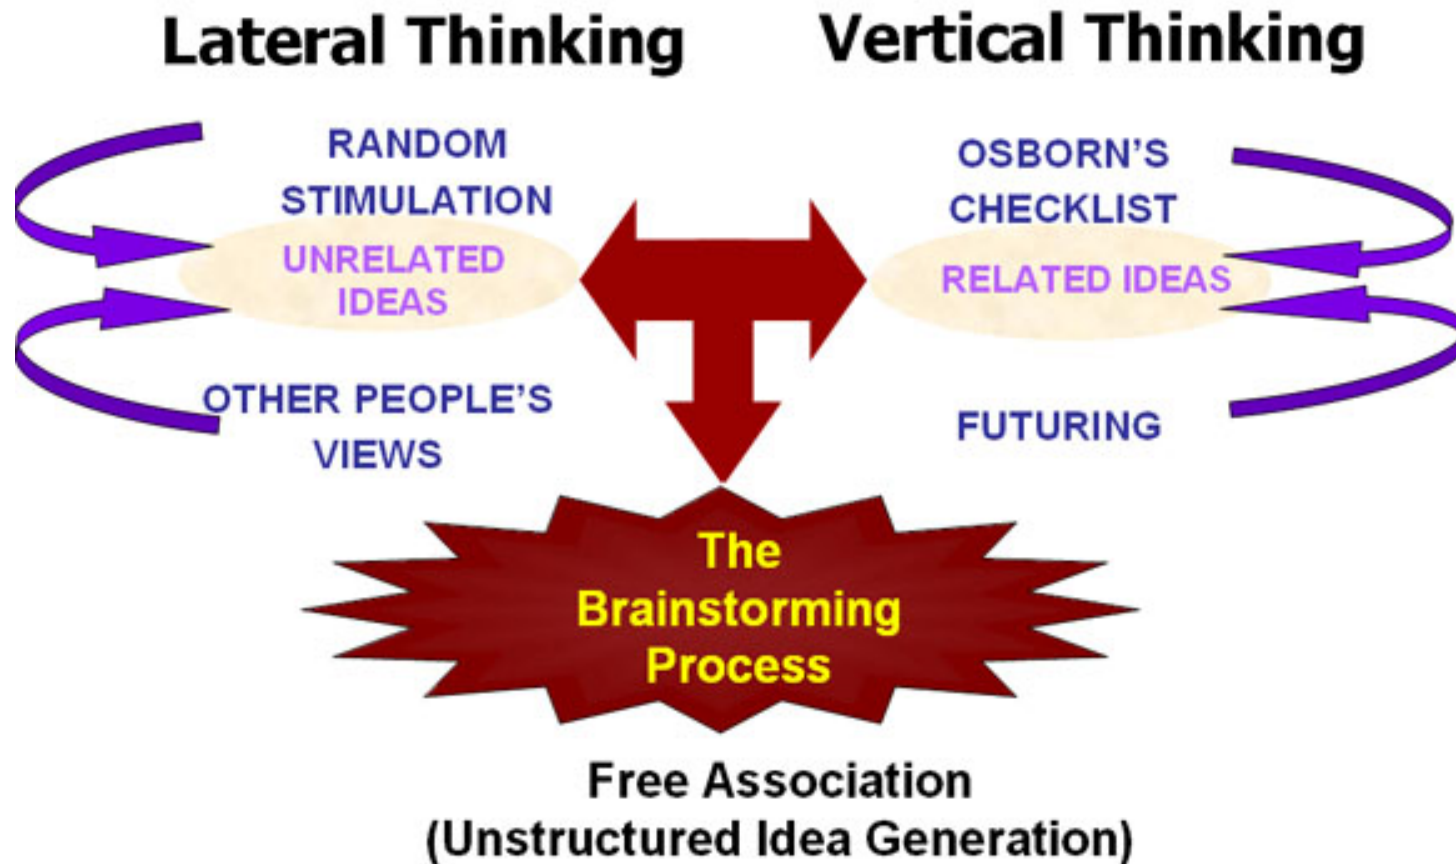 Lateral Thinking
Vertical Thinking
RANDOM
STIMULATION
UNRELATED
IDEAS
OTHER PEOPLE'S
VIEWS
OSBORN'S
CHECKLIST
RELATED IDEAS
FUTURING
The
Brainstorming
Process
Free Association
(Unstructured Idea Generation)